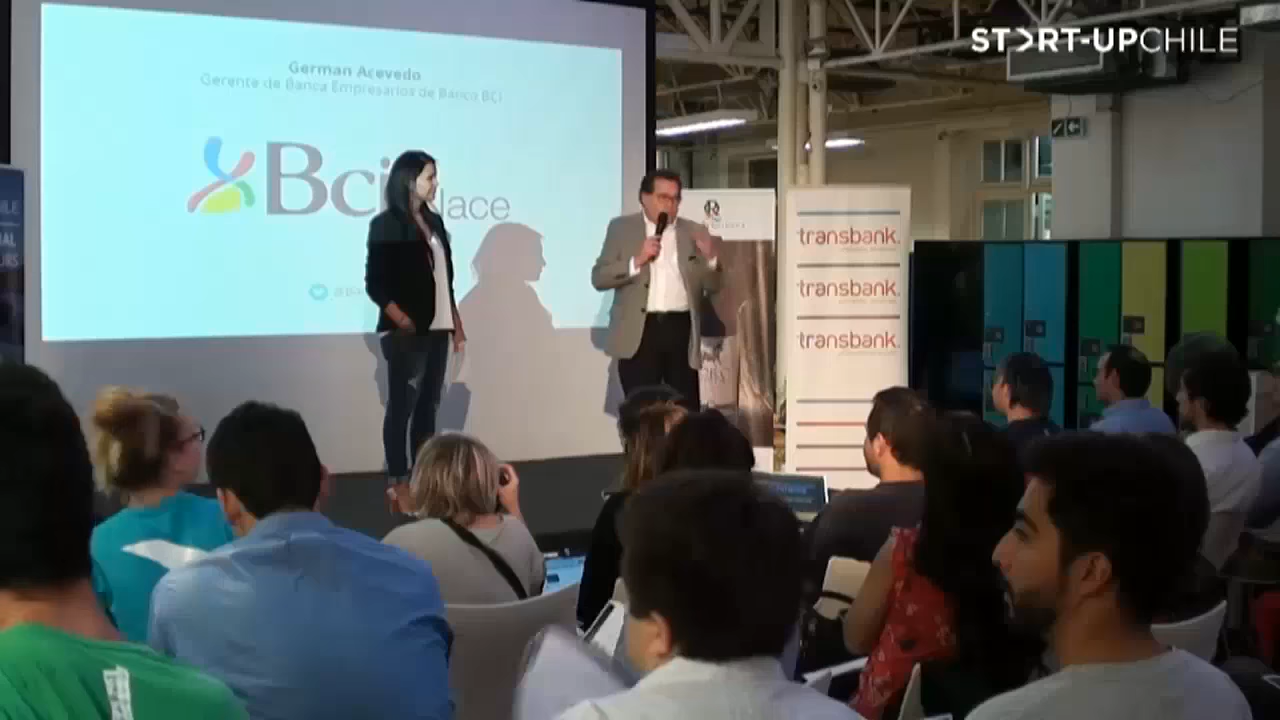 START-UPCHILE
German Acevedo
Gerente de Banca Empresarios de Banco BCI
Bci
lace
transbank.
transbank.
transbank.